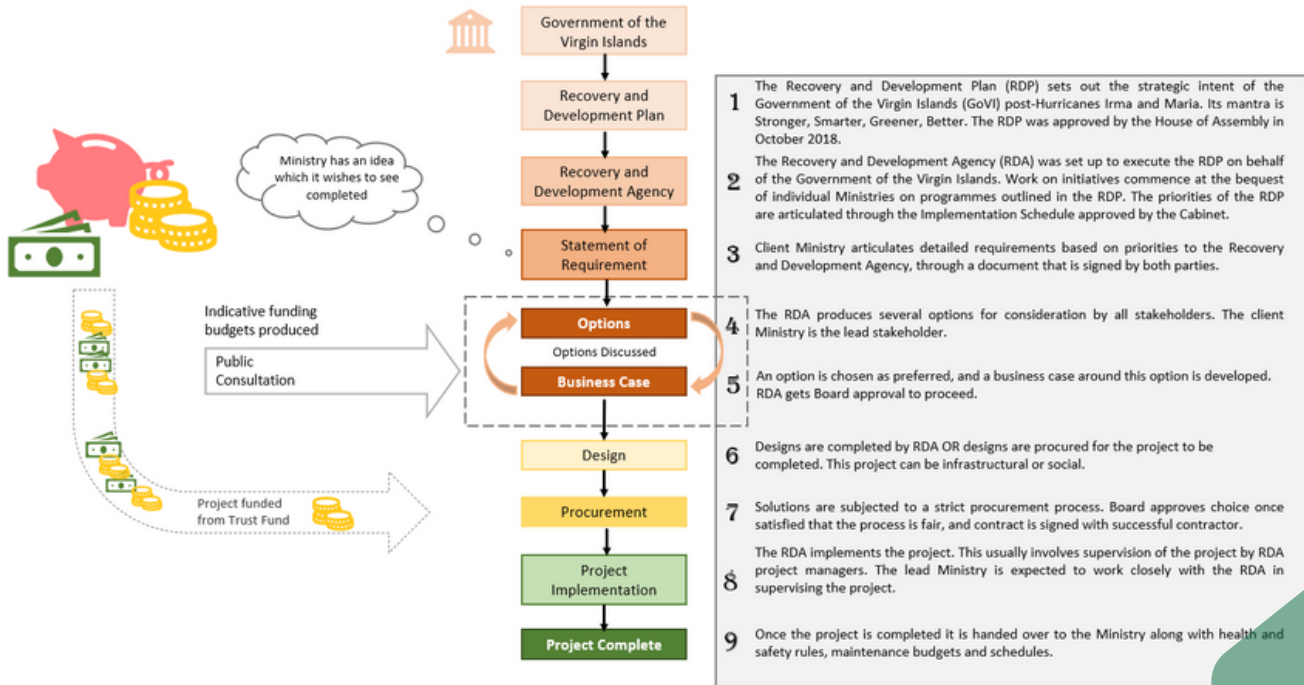 Government of the
Virgin Islands
Recovery and
Development Plan
Recovery and
Development Agency
Statement of
Requirement
Options
Options Discussed
Business Case
Design
Procurement
Project
Implementation
Project Complete
Ministry has an idea
which it wishes to see
completed
Indicative funding
budgets produced
Public
Consultation
Project funded
from Trust Fund
1
The Recovery and Development Plan (RDP) sets out the strategic intent of the
Government of the Virgin Islands (GoVI) post-Hurricanes Irma and Maria. Its mantra is
Stronger, Smarter, Greener, Better. The RDP was approved by the House of Assembly in
October 2018.
2
The Recovery and Development Agency (RDA) was set up to execute the RDP on behalf
of the Government of the Virgin Islands. Work on initiatives commence at the bequest
of individual Ministries on programmes outlined in the RDP. The priorities of the RDP
are articulated through the Implementation Schedule approved by the Cabinet.
3
Client Ministry articulates detailed requirements based on priorities to the Recovery
and Development Agency, through a document that is signed by both parties.
4
The RDA produces several options for consideration by all stakeholders. The client
Ministry is the lead stakeholder.
5
An option is chosen as preferred, and a business case around this option is developed.
RDA gets Board approval to proceed.
6
Designs are completed by RDA OR designs are procured for the project to be
completed. This project can be infrastructural or social.
7
Solutions are subjected to a strict procurement process. Board approves choice once
satisfied that the process is fair, and contract is signed with successful contractor.
8
The RDA implements the project. This usually involves supervision of the project by RDA
project managers. The lead Ministry is expected to work closely with the RDA in
supervising the project.
9
Once the project is completed it is handed over to the Ministry along with health and
safety rules, maintenance budgets and schedules.